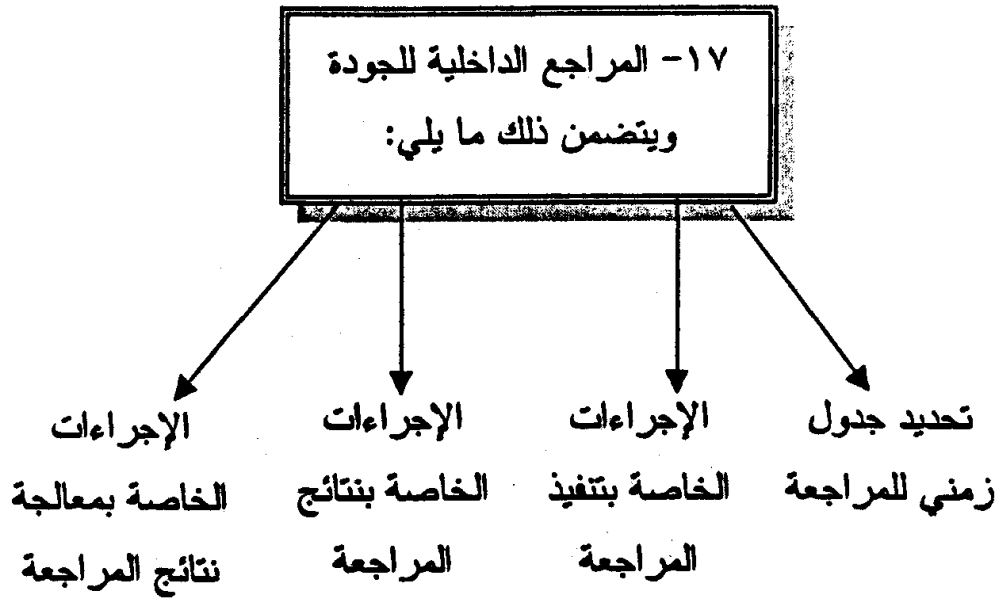 ١٧- المراجع الداخلية للجودة
ويتضمن ذلك ما يلي:
تحديد جدول
زمني للمراجعة
الإجراءات
الخاصة بتنفيذ
المراجعة
الإجراءات
الخاصة بنتائج
المراجعة
الإجراءات
الخاصة بمعالجة
نتائج المراجعة